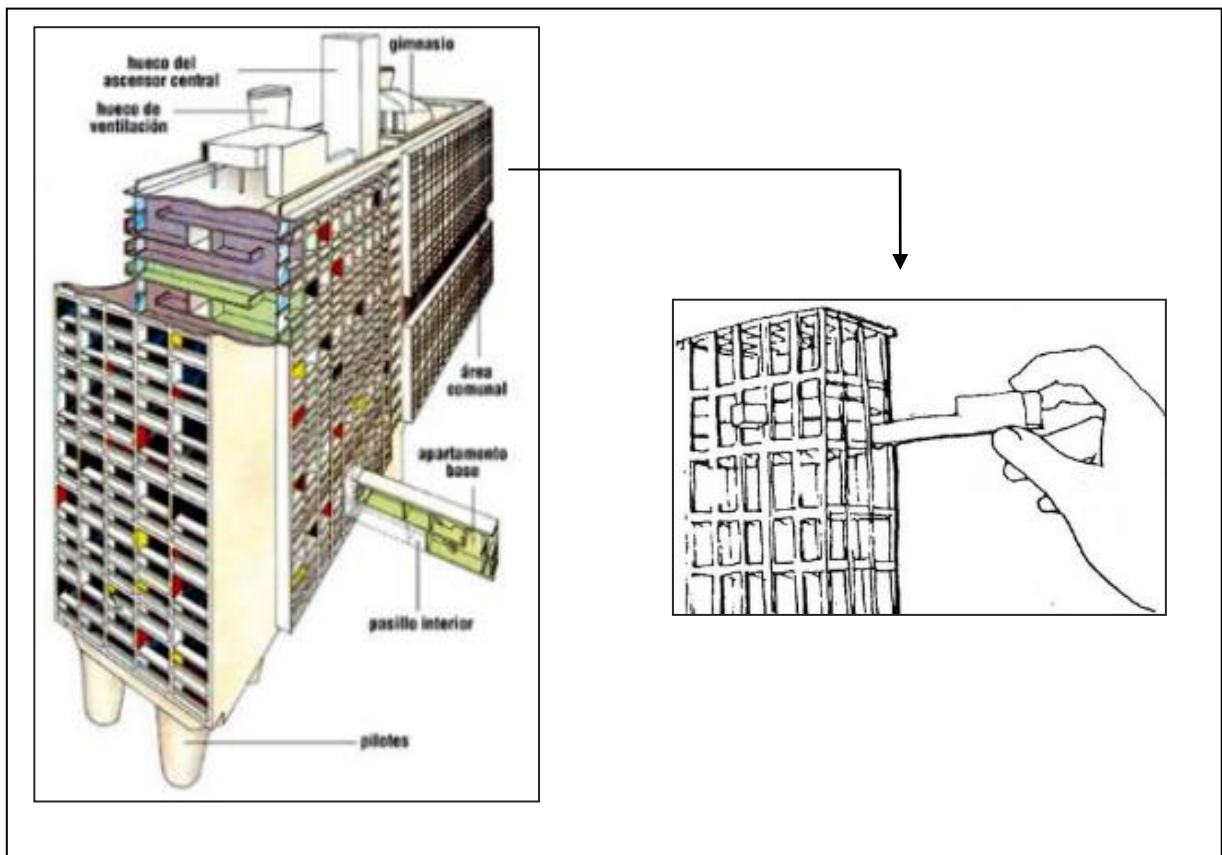 hueco del
ascensor central
gimnasio
hueco de
ventilación
área
comunal
apartamento
base
pasillo interior
pilotes